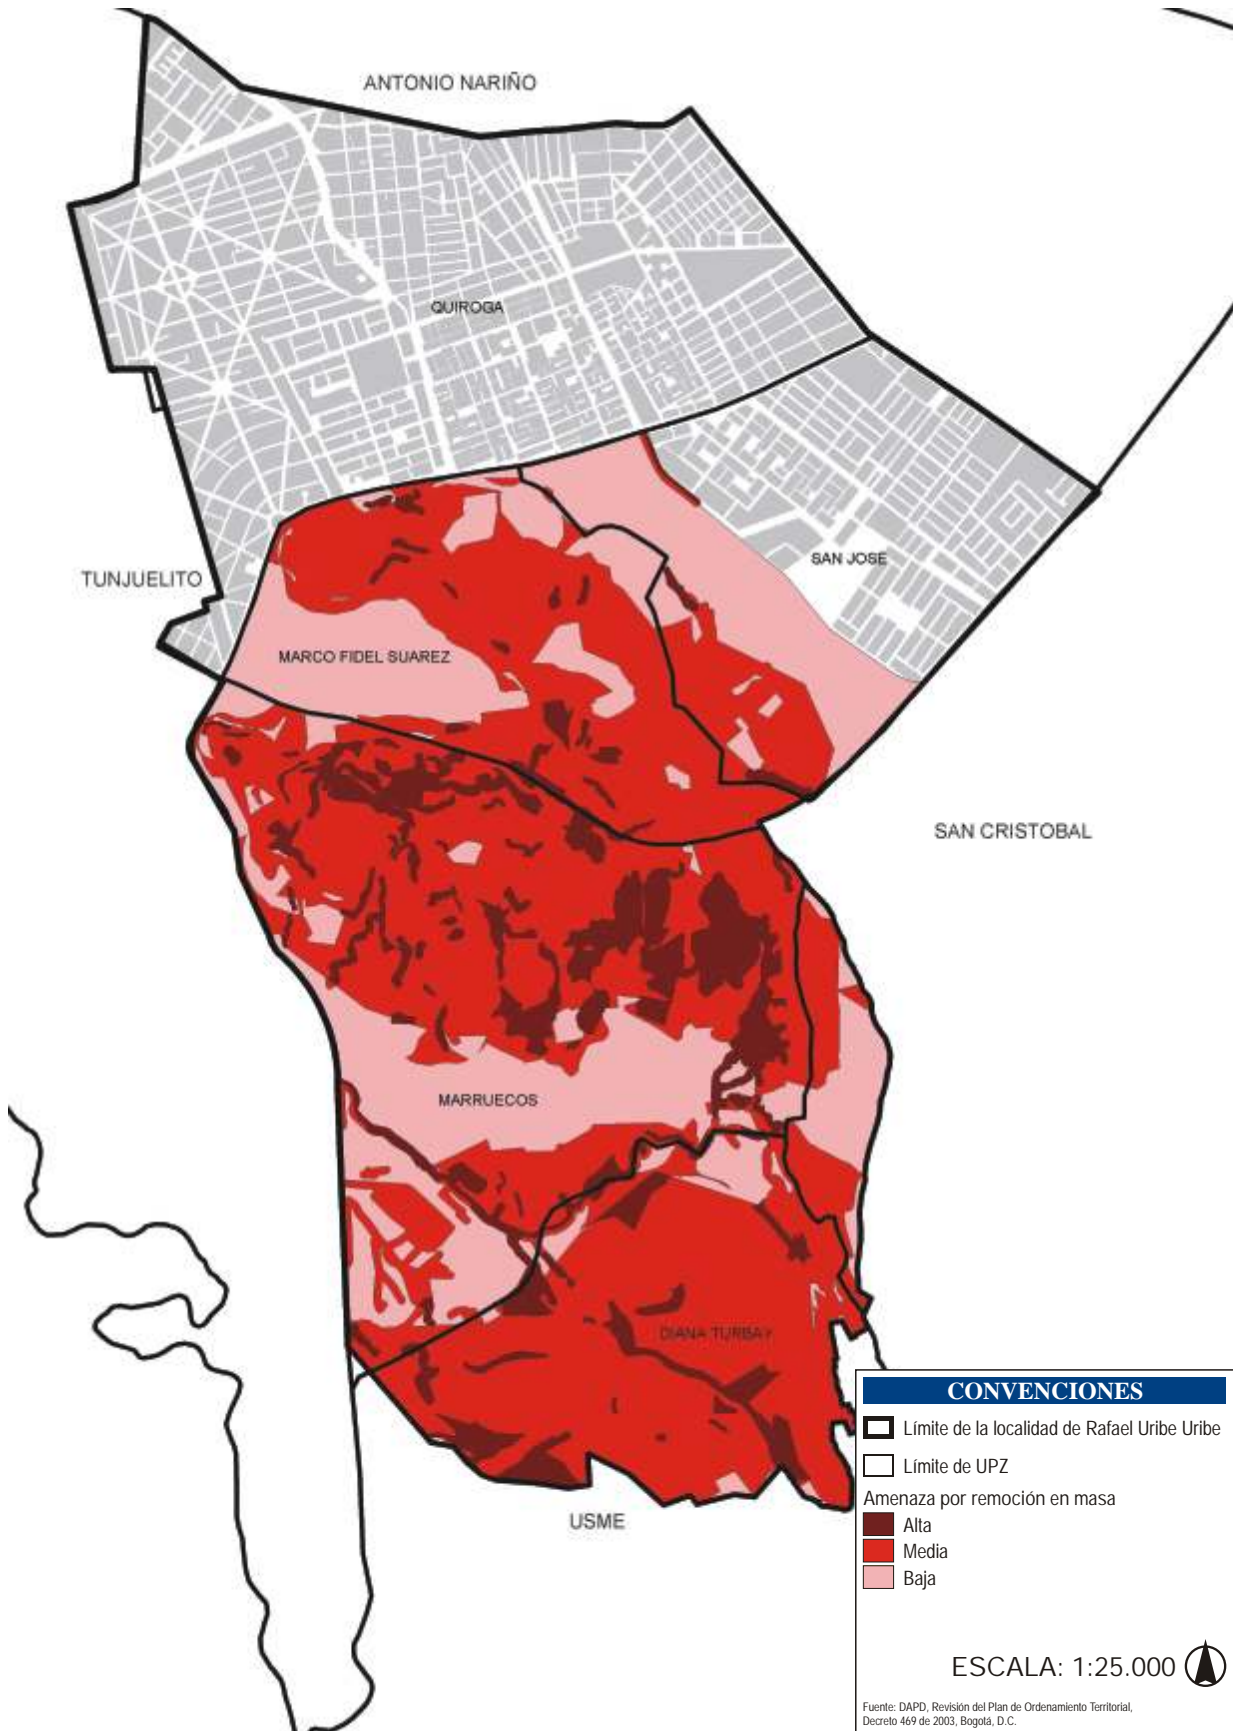 ANTONIO NARIÑO
QUIROGA
SAN JOSE
TUNJUELITO
MARCO FIDEL SUAREZ
SAN CRISTOBAL
MARRUECOS
DIANA TURBAY
USME
CONVENCIONES
Límite de la localidad de Rafael Uribe Uribe
Límite de UPZ
Amenaza por remoción en masa
Alta
Media
Baja
ESCALA: 1:25.000
Fuente: DAPD, Revisión del Plan de Ordenamiento Territorial,
Decreto 469 de 2003, Bogotá, D.C.